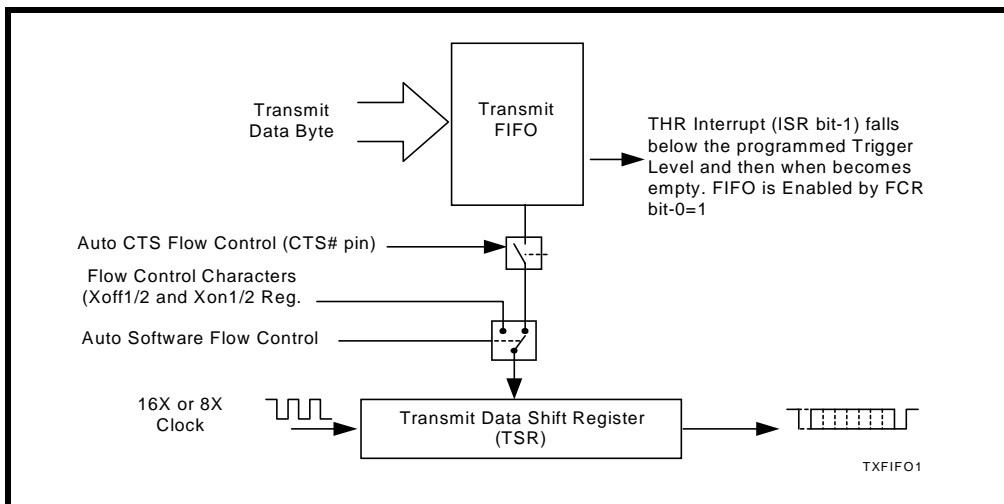 Transmit
Data Byte
Transmit
FIFO
THR Interrupt (ISR bit-1) falls
below the programmed Trigger
Level and then when becomes
empty. FIFO is Enabled by FCR
bit-0=1
Auto CTS Flow Control (CTS# pin)
Flow Control Characters
(Xoff1/2 and Xon1/2 Reg.
Auto Software Flow Control
16X or 8X
Clock
Transmit Data Shift Register
(TSR)
TXFIFO1